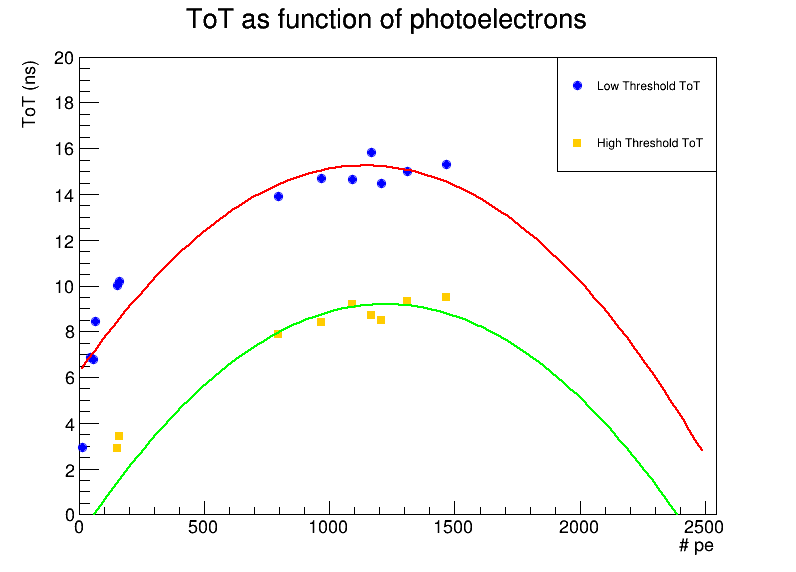 ToT as function of photoelectrons
ToT (ns)
20
18
16
14
12
10
8
6
4
2
0
Low Threshold ToT
High Threshold ToT
0 500 1000 1500 2000 2500
# pe